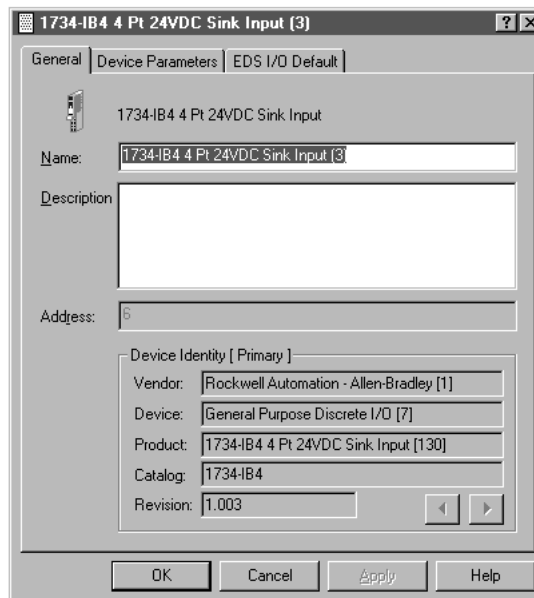 1734-IB4 4 Pt 24VDC Sink Input (3)
General Device Parameters EDS I/O Default
1734-IB4 4 Pt 24VDC Sink Input
Name: 1734-IB4 4 Pt 24VDC Sink Input (3)
Description
Address: 6
Device Identity [ Primary ]
Vendor: Rockwell Automation - Allen-Bradley [1]
Device: General Purpose Discrete I/O [7]
Product: 1734-IB4 4 Pt 24VDC Sink Input [130]
Catalog: 1734-IB4
Revision: 1.003
OK Cancel Apply Help